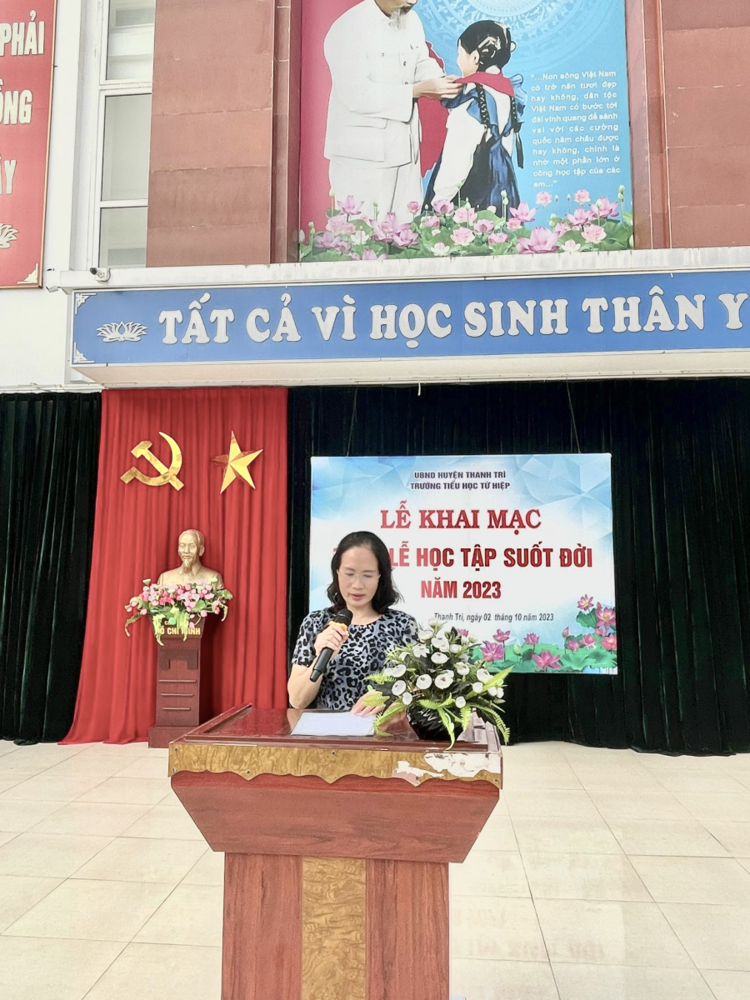 PHẢI
"...Non sông Việt Nam
có trở nên tươi đẹp
hay không, dân tộc
Việt Nam có bước tới
đài vinh quang để sánh
vai với các cường
quốc năm châu được
hay không, chính là
nhờ một phần lớn ở
công học tập của các
em..."
TẤT CẢ VÌ HỌC SINH THÂN Y
UBND HUYỆN THANH TRÌ
TRƯỜNG TIỂU HỌC TỨ HIỆP
LỄ KHAI MẠC
LỄ HỌC TẬP SUỐT ĐỜI
NĂM 2023
Thanh Trì, ngày 02 tháng 10 năm 2023
HỒ CHÍ MINH